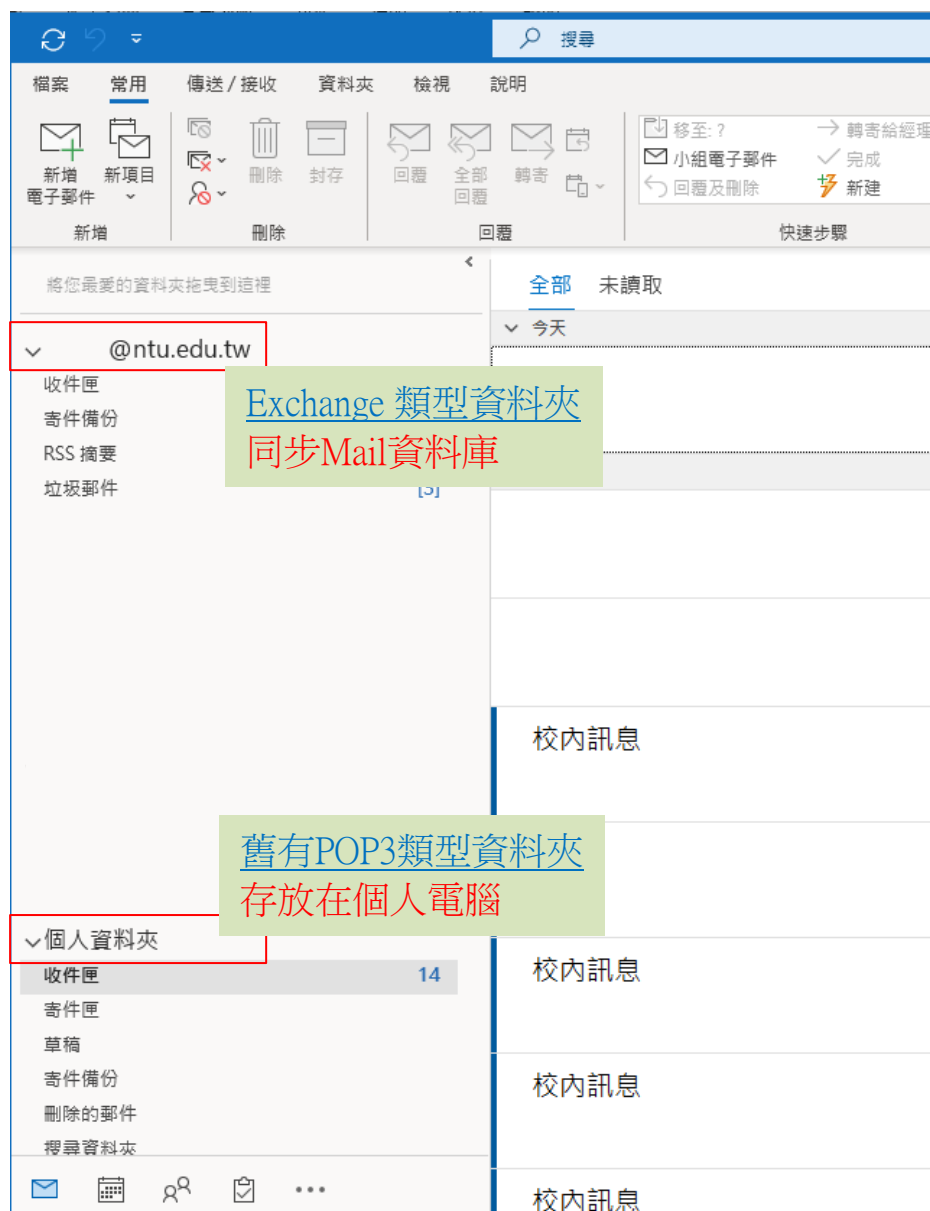 搜尋
檔案 常用 傳送 / 接收 資料夾 檢視 說明
新增
電子郵件
新項目
刪除
封存
回覆
全部
回覆
轉寄
移至: ?
小組電子郵件
回覆及刪除
轉寄給經理
完成
新建
新增 刪除 回覆 快速步驟
將您最愛的資料夾拖曳到這裡
@ntu.edu.tw
收件匣
寄件備份
RSS 摘要
垃圾郵件
Exchange 類型資料夾
同步Mail資料庫
舊有POP3類型資料夾
存放在個人電腦
個人資料夾
收件匣 14
寄件匣
草稿
寄件備份
刪除的郵件
搜尋資料夾
全部 未讀取
今天
校內訊息
校內訊息
校內訊息
校內訊息